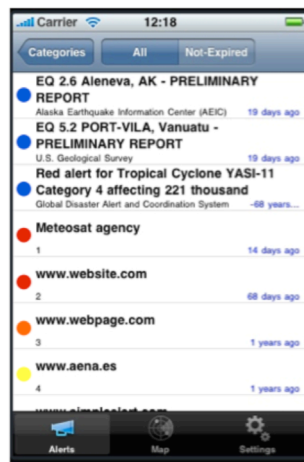 Carrier 12:18
Categories All Not-Expired
EQ 2.6 Aleneva, AK - PRELIMINARY
REPORT
Alaska Earthquake Information Center (AEIC) 19 days ago
EQ 5.2 PORT-VILA, Vanuatu -
PRELIMINARY REPORT
U.S. Geological Survey 19 days ago
Red alert for Tropical Cyclone YASI-11
Category 4 affecting 221 thousand
Global Disaster Alert and Coordination System -68 years...
Meteosat agency
1 14 days ago
www.website.com
2 68 days ago
www.webpage.com
3 1 years ago
www.aena.es
4 1 years ago
Alerts Map Settings